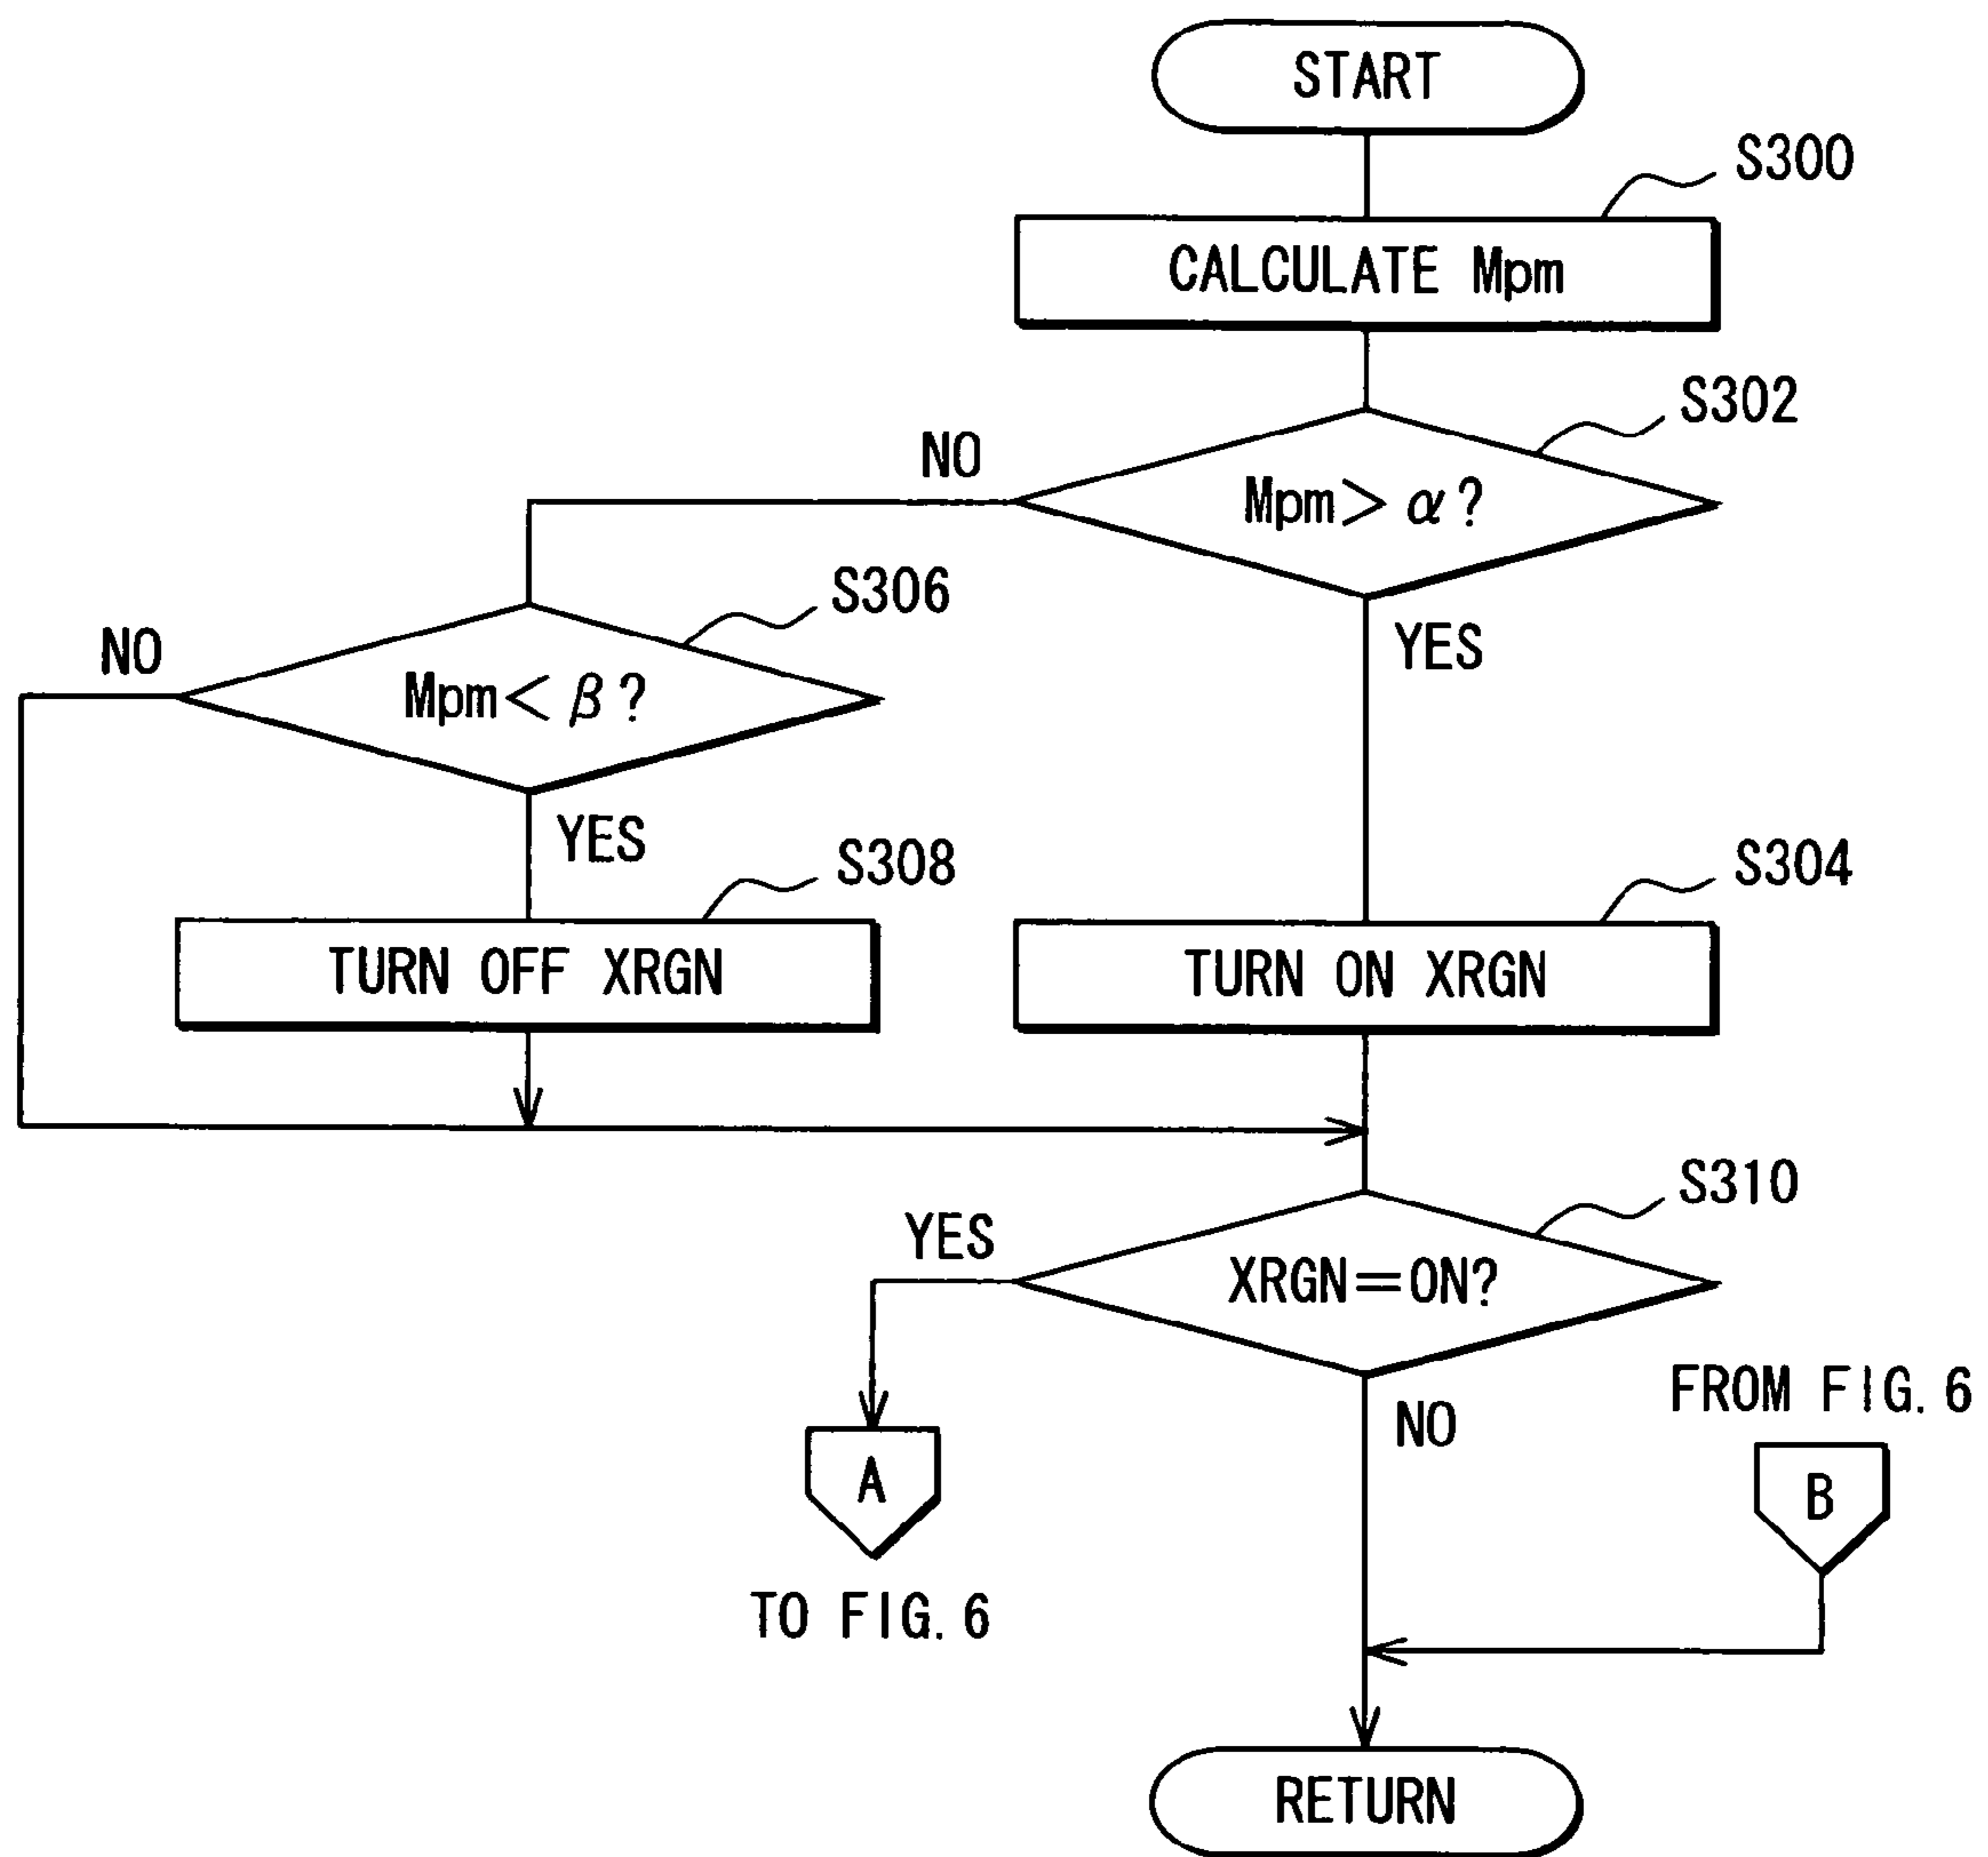 START
S300
CALCULATE Mpm
S302
NO
Mpm> α?
YES
S306
NO
Mpm< β?
YES
S308
S304
TURN OFF XRGN
TURN ON XRGN
S310
YES
XRGN=ON?
NO
FROM FIG. 6
A
B
TO FIG. 6
RETURN